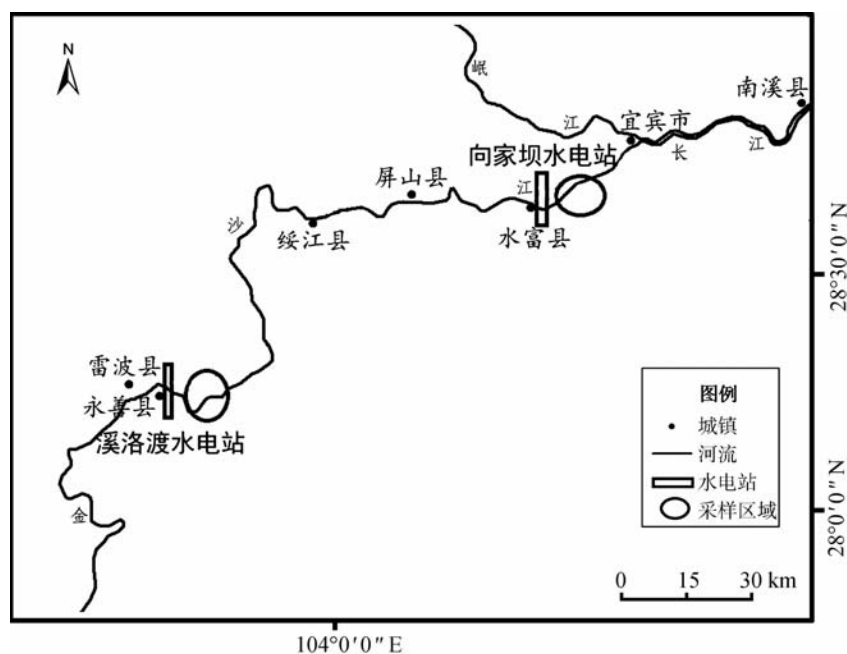 N
岷
江
南溪县
宜宾市
长
江
向家坝水电站
屏山县
江
水富县
沙
绥江县
28°30′0″N
雷波县
永善县
溪洛渡水电站
金
图例
城镇
河流
水电站
采样区域
28°0′0″N
0 15 30 km
104°0′0″E